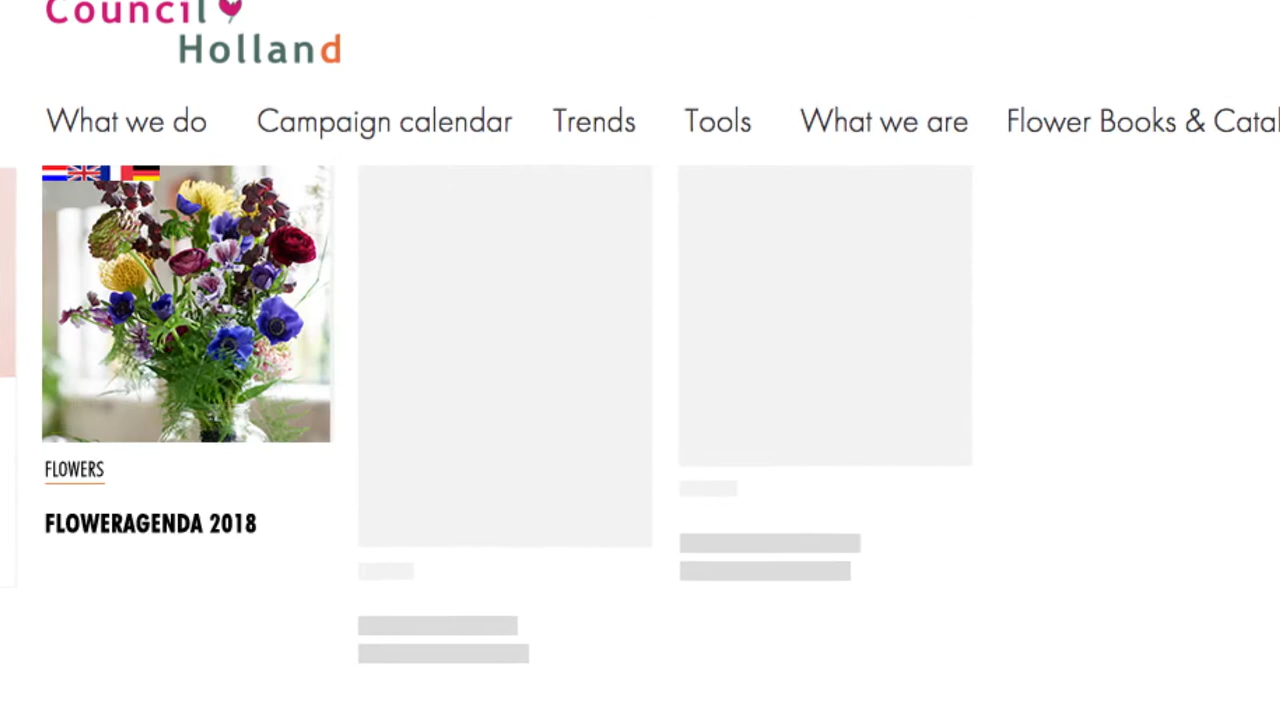 Council
Holland
What we do Campaign calendar Trends Tools What we are Flower Books & Catal
FLOWERS
FLOWERAGENDA 2018